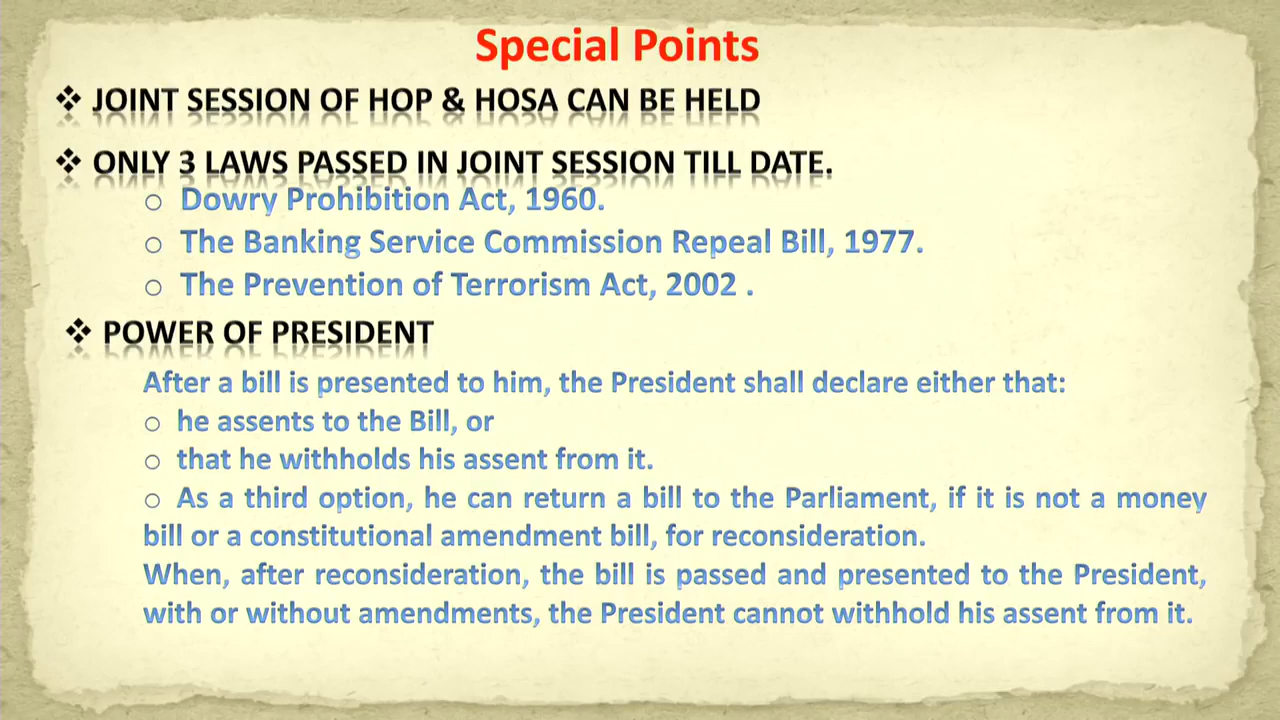 Special Points
❖ JOINT SESSION OF HOP & HOSA CAN BE HELD
❖ ONLY 3 LAWS PASSED IN JOINT SESSION TILL DATE.
o Dowry Prohibition Act, 1960.
o The Banking Service Commission Repeal Bill, 1977.
o The Prevention of Terrorism Act, 2002 .
❖ POWER OF PRESIDENT
After a bill is presented to him, the President shall declare either that:
o he assents to the Bill, or
o that he withholds his assent from it.
o As a third option, he can return a bill to the Parliament, if it is not a money
bill or a constitutional amendment bill, for reconsideration.
When, after reconsideration, the bill is passed and presented to the President,
with or without amendments, the President cannot withhold his assent from it.